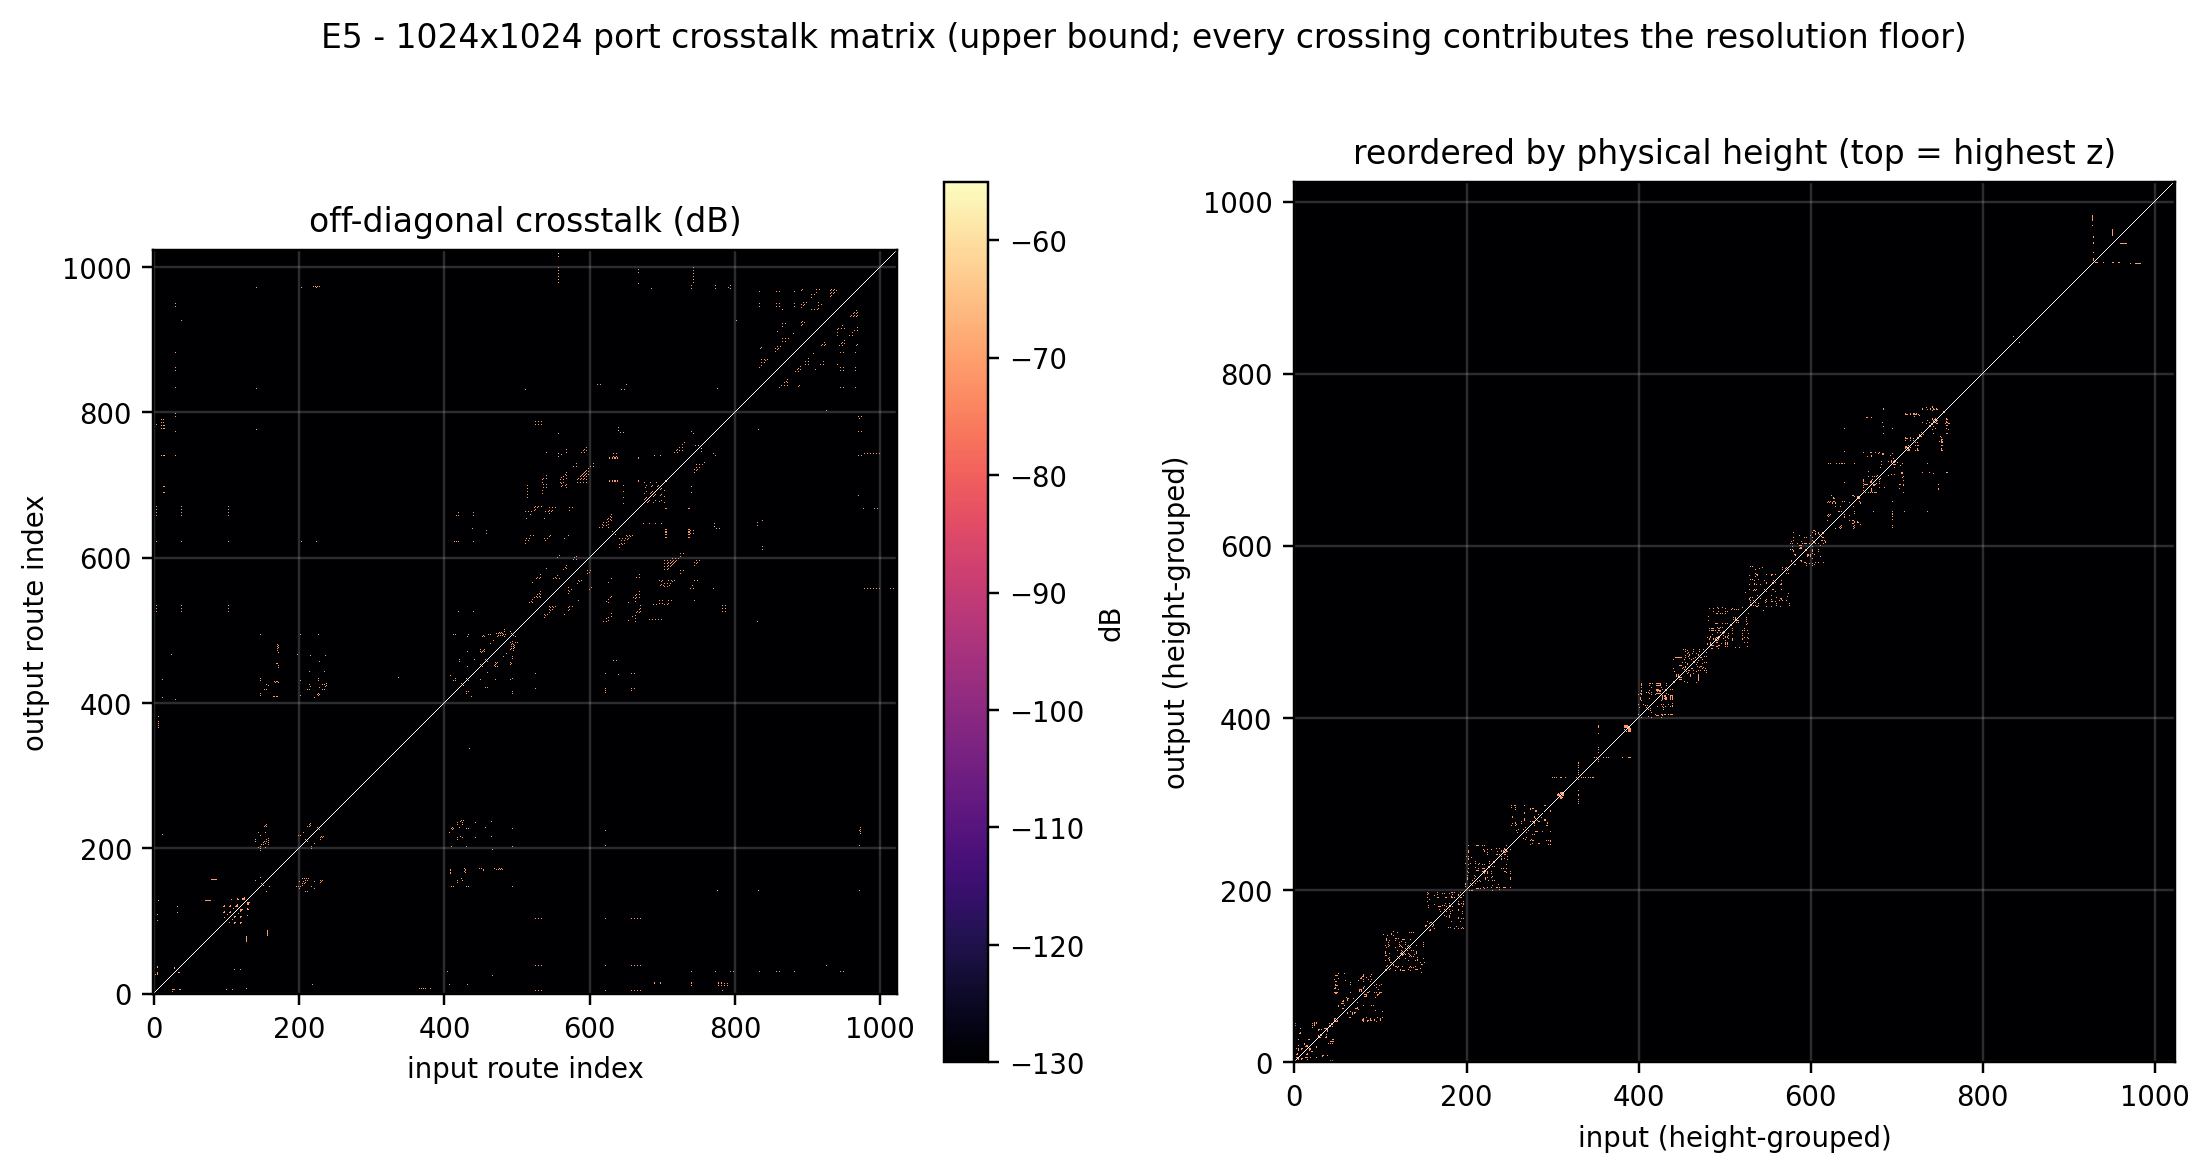 E5 - 1024x1024 port crosstalk matrix (upper bound; every crossing contributes the resolution floor)
off-diagonal crosstalk (dB)
1000
800
600
400
200
0
output route index
0 200 400 600 800 1000
input route index
−60
−70
−80
−90
−100
−110
−120
−130
dB
reordered by physical height (top = highest z)
1000
800
600
400
200
0
output (height-grouped)
0 200 400 600 800 1000
input (height-grouped)